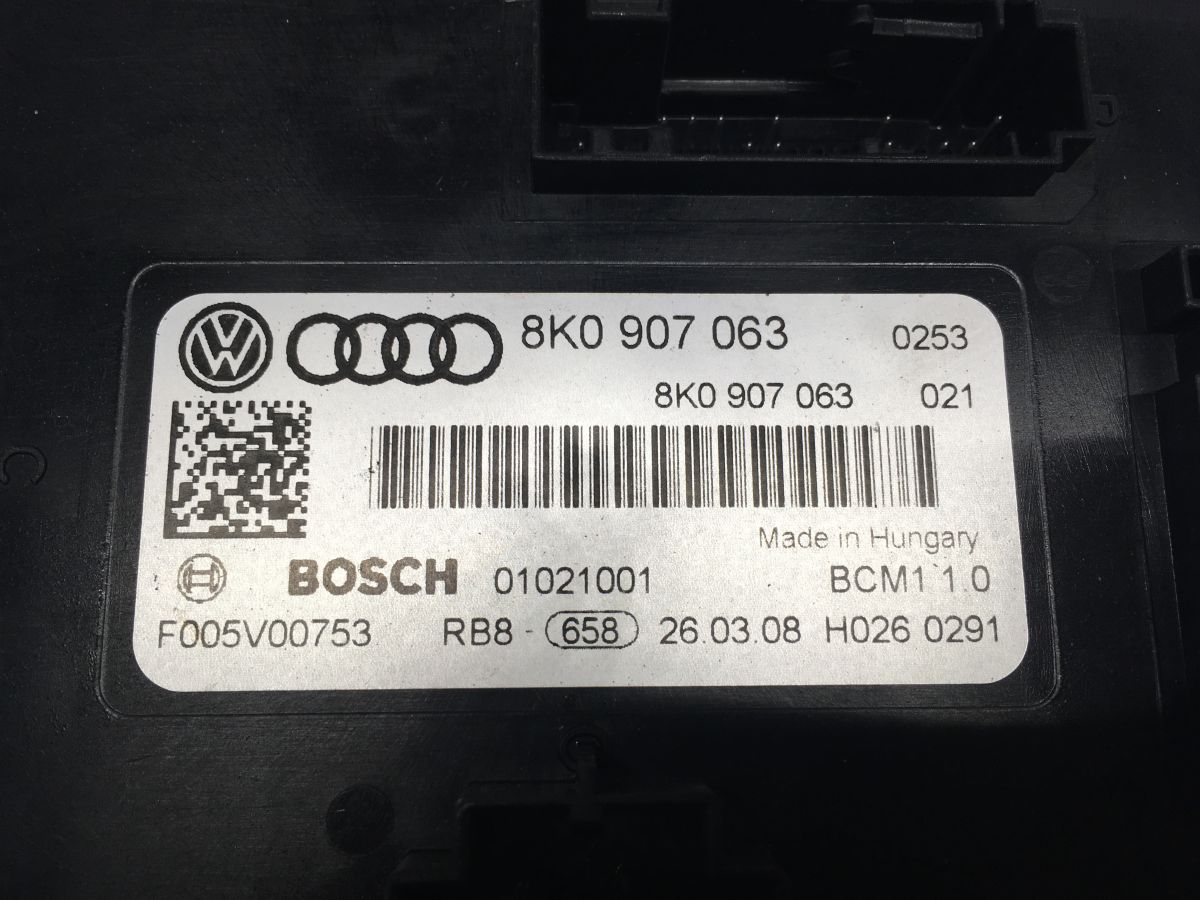 8K0 907 063 0253
8K0 907 063 021
Made in Hungary
BOSCH 01021001 BCM1 1.0
F005V00753 RB8 - 658 26.03.08 H026 0291